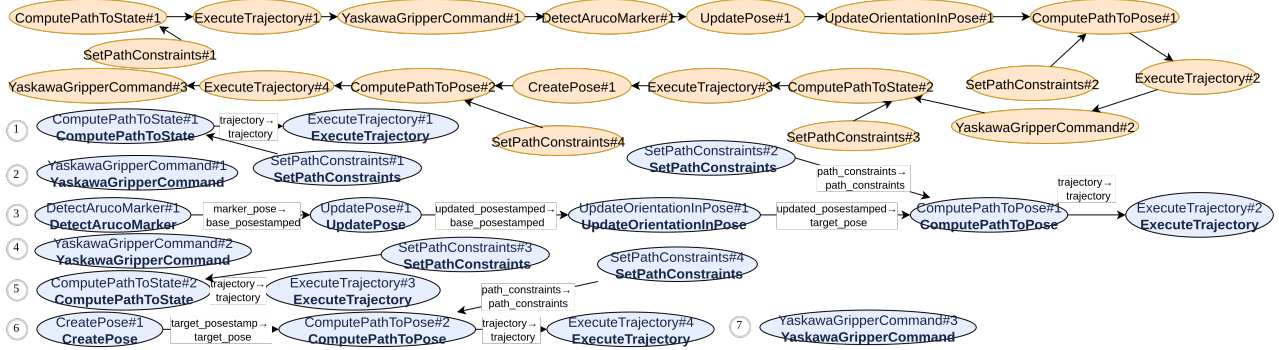 ComputePathToState#1
ExecuteTrajectory#1
YaskawaGripperCommand#1
DetectArucoMarker#1
UpdatePose#1
UpdateOrientationInPose#1
ComputePathToPose#1
SetPathConstraints#1
SetPathConstraints#2
ExecuteTrajectory#2
YaskawaGripperCommand#3
ExecuteTrajectory#4
ComputePathToPose#2
CreatePose#1
ExecuteTrajectory#3
ComputePathToState#2
YaskawaGripperCommand#2
SetPathConstraints#4
SetPathConstraints#3
1
ComputePathToState#1
ComputePathToState
trajectory→
trajectory
ExecuteTrajectory#1
ExecuteTrajectory
SetPathConstraints#1
SetPathConstraints
SetPathConstraints#2
SetPathConstraints
path_constraints→
path_constraints
2
YaskawaGripperCommand#1
YaskawaGripperCommand
3
DetectArucoMarker#1
DetectArucoMarker
marker_pose→
base_posestamped
UpdatePose#1
UpdatePose
updated_posestamped→
base_posestamped
UpdateOrientationInPose#1
UpdateOrientationInPose
updated_posestamped→
target_pose
ComputePathToPose#1
ComputePathToPose
trajectory→
trajectory
ExecuteTrajectory#2
ExecuteTrajectory
4
YaskawaGripperCommand#2
YaskawaGripperCommand
SetPathConstraints#3
SetPathConstraints
SetPathConstraints#4
SetPathConstraints
5
ComputePathToState#2
ComputePathToState
trajectory→
trajectory
ExecuteTrajectory#3
ExecuteTrajectory
path_constraints→
path_constraints
6
CreatePose#1
CreatePose
target_posestamp→
target_pose
ComputePathToPose#2
ComputePathToPose
trajectory→
trajectory
ExecuteTrajectory#4
ExecuteTrajectory
7
YaskawaGripperCommand#3
YaskawaGripperCommand